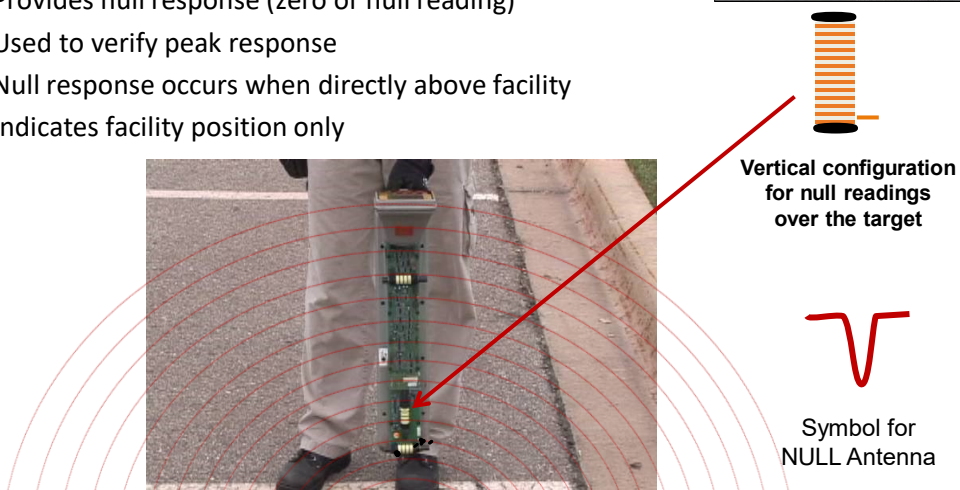 Provides null response (zero or null reading)
Used to verify peak response
Null response occurs when directly above facility
Indicates facility position only
Vertical configuration
for null readings
over the target
Symbol for
NULL Antenna